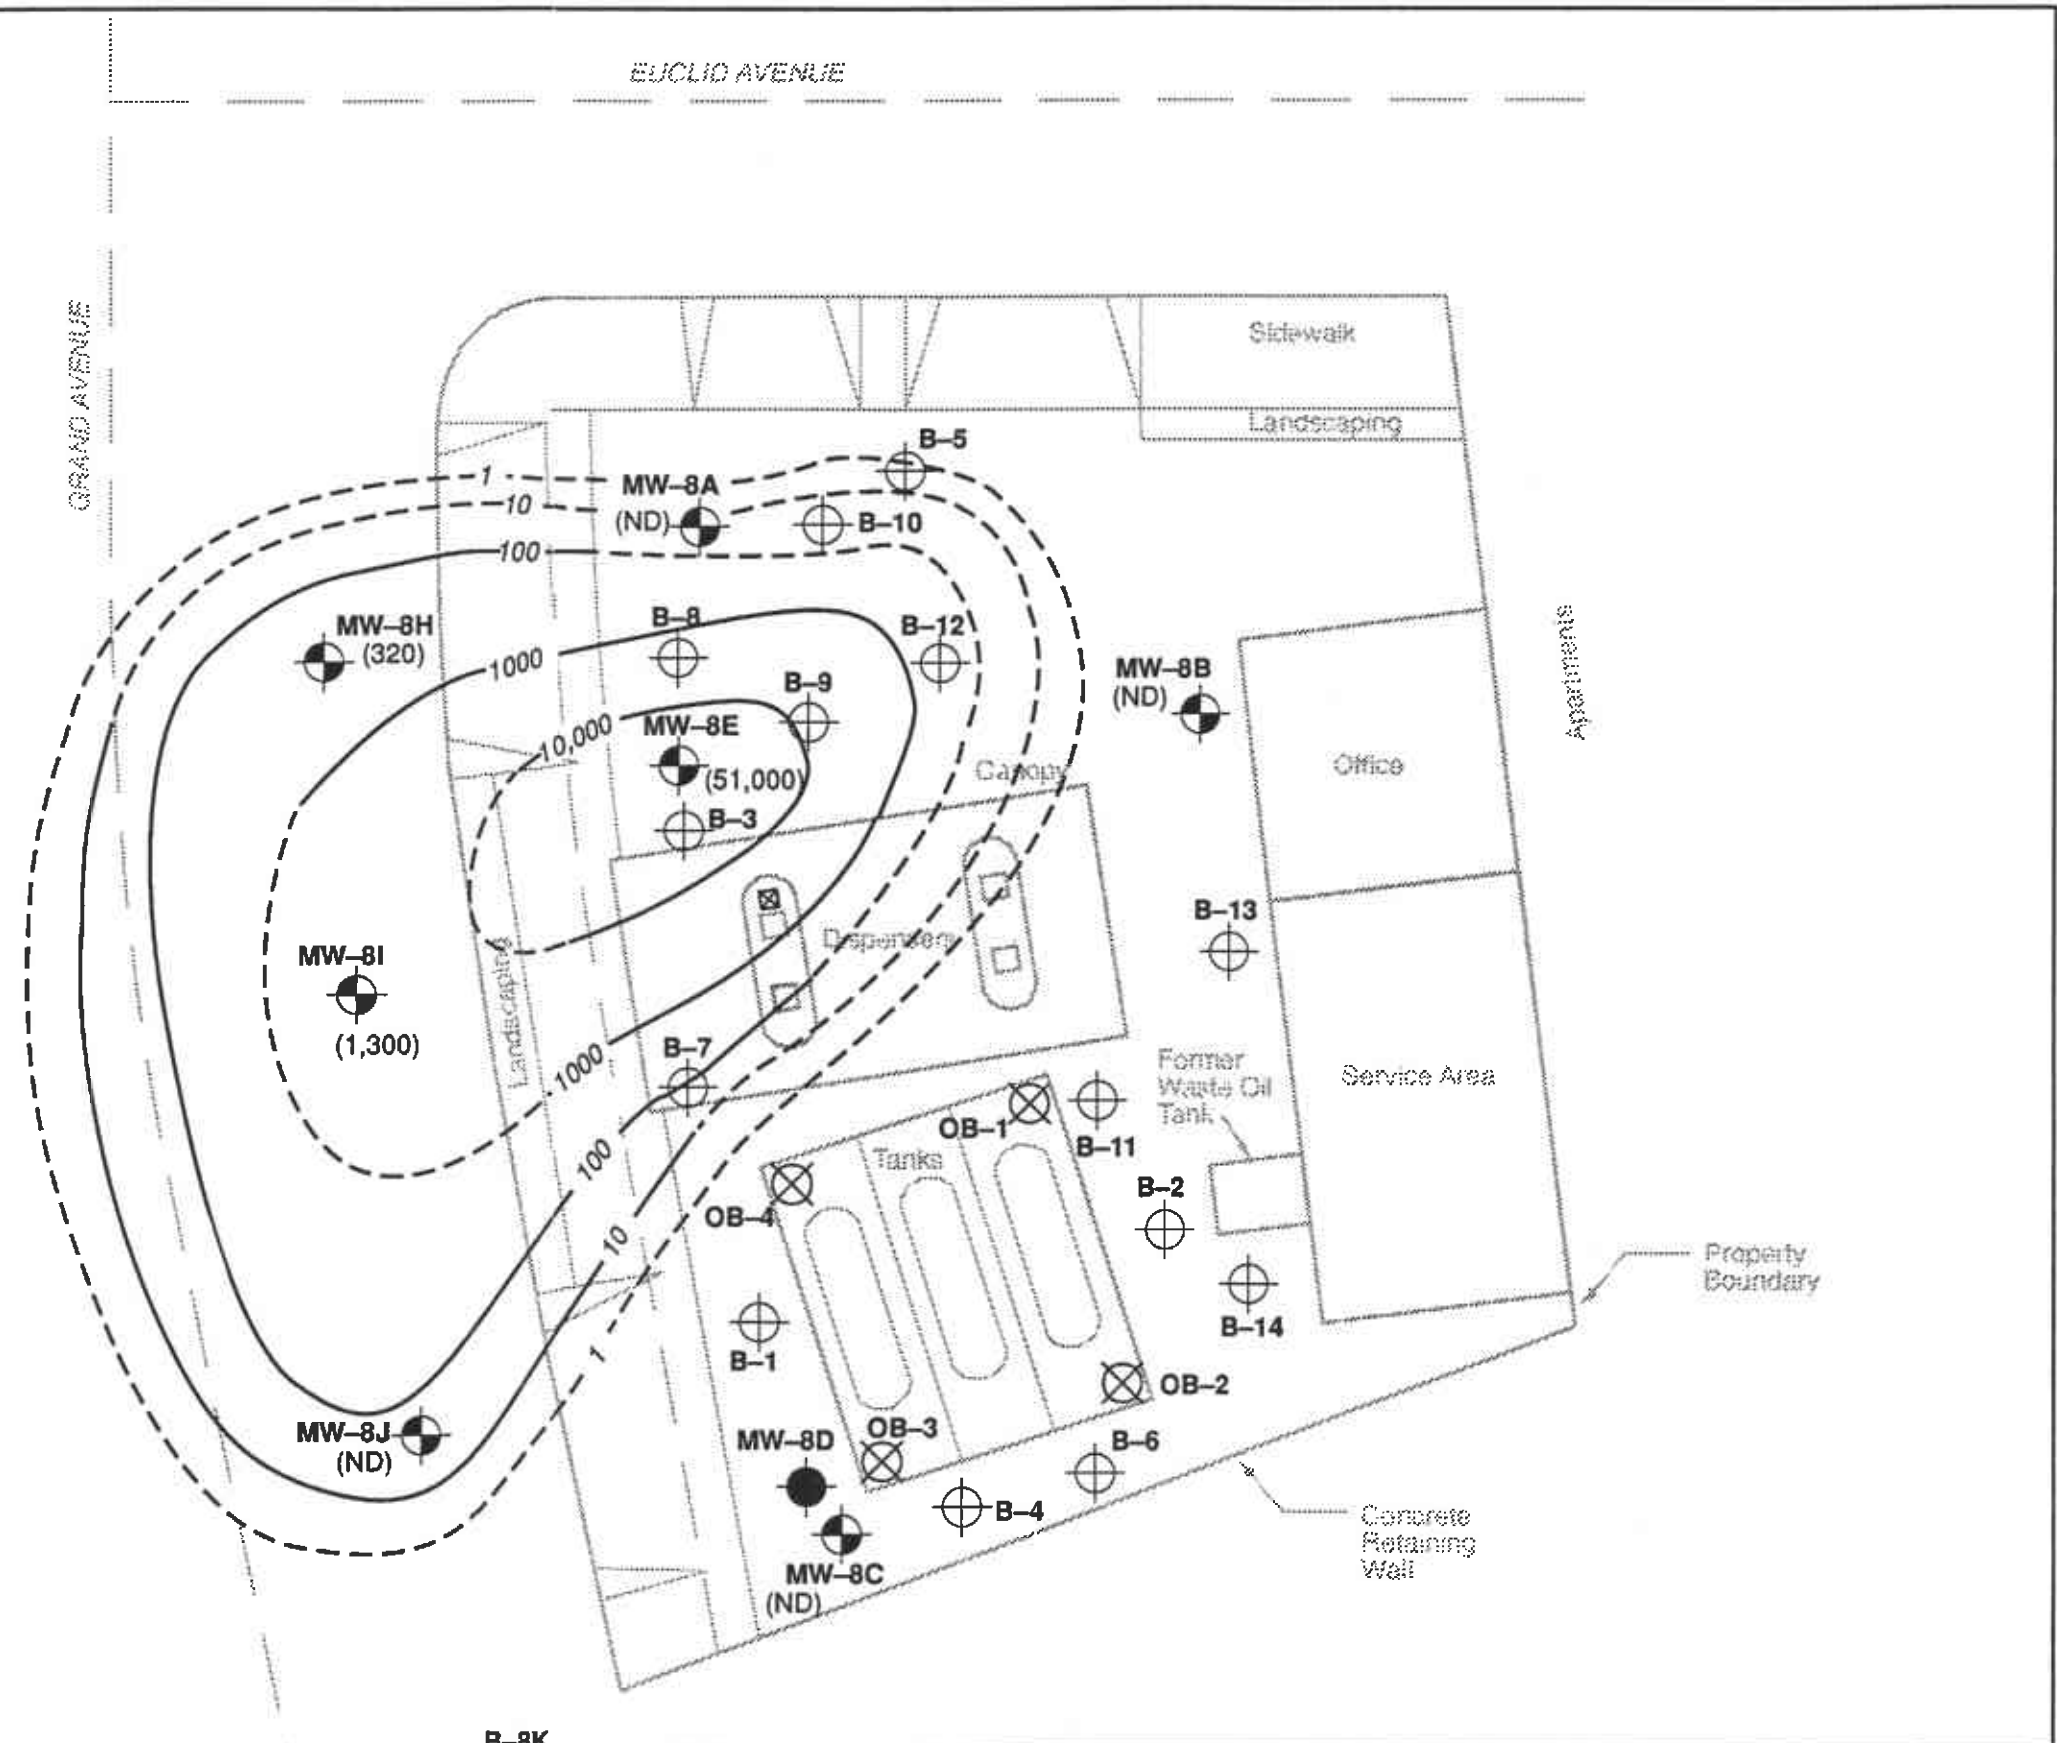 EUCLID AVENUE
GRAND AVENUE
Sidewalk
Landscaping
B–5
1
MW–8A
10
(ND)
B–10
100
MW–8H
(320)
B–8
B–12
1000
MW–8B
(ND)
B–9
10,000
MW–8E
(51,000)
B–3
Canopy
Office
Apartments
B–13
Dispensers
MW–8I
(1,300)
Landscaping
B–7
1000
Former
Waste Oil
Tank
Service Area
OB–1
B–11
100
Tanks
B–2
OB–4
10
Property
Boundary
B–14
1
B–1
OB–2
MW–8J
(ND)
OB–3
MW–8D
B–6
B–4
Concrete
Retaining
Wall
MW–8C
(ND)
B–8K